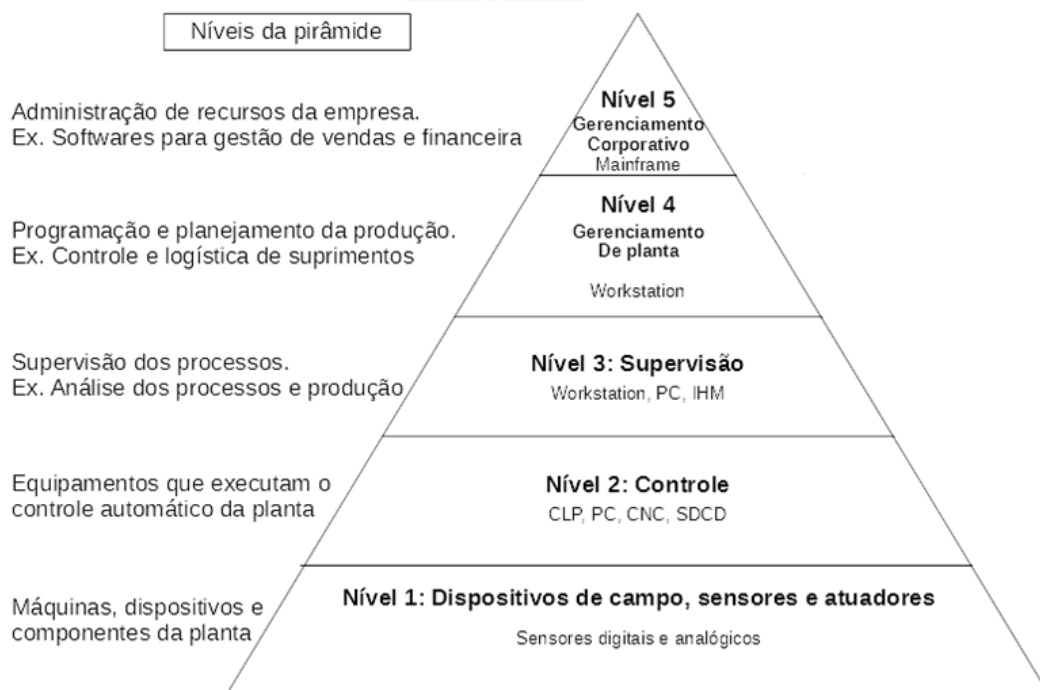 Níveis da pirâmide
Administração de recursos da empresa.
Ex. Softwares para gestão de vendas e financeira
Nível 5
Gerenciamento
Corporativo
Mainframe
Programação e planejamento da produção.
Ex. Controle e logística de suprimentos
Nível 4
Gerenciamento
De planta
Workstation
Supervisão dos processos.
Ex. Análise dos processos e produção
Nível 3: Supervisão
Workstation, PC, IHM
Equipamentos que executam o
controle automático da planta
Nível 2: Controle
CLP, PC, CNC, SDCD
Máquinas, dispositivos e
componentes da planta
Nível 1: Dispositivos de campo, sensores e atuadores
Sensores digitais e analógicos